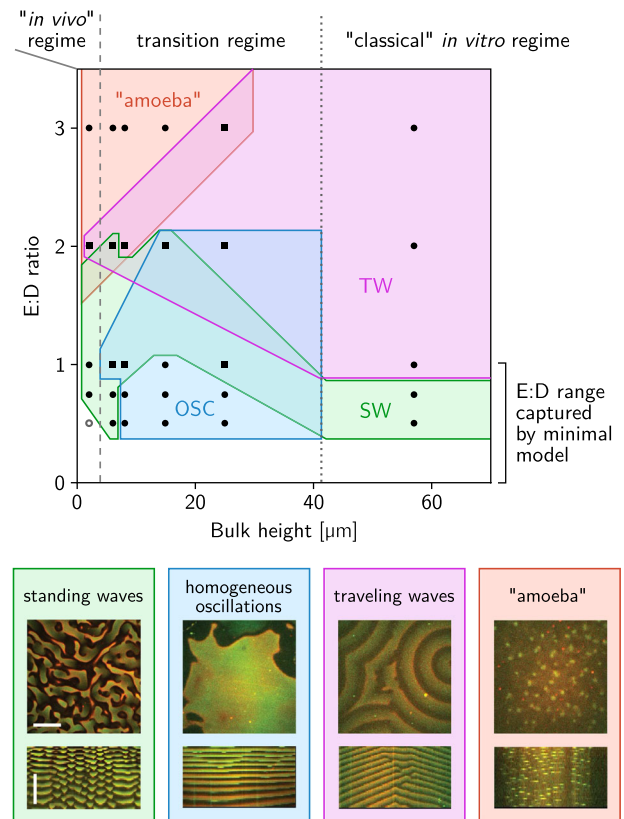 "in vivo"
regime
transition regime
"classical" in vitro regime
"amoeba"
TW
OSC
SW
3
2
1
0
E:D ratio
0
20
40
60
Bulk height [µm]
E:D range
captured
by minimal
model
standing waves
homogeneous
oscillations
traveling waves
"amoeba"